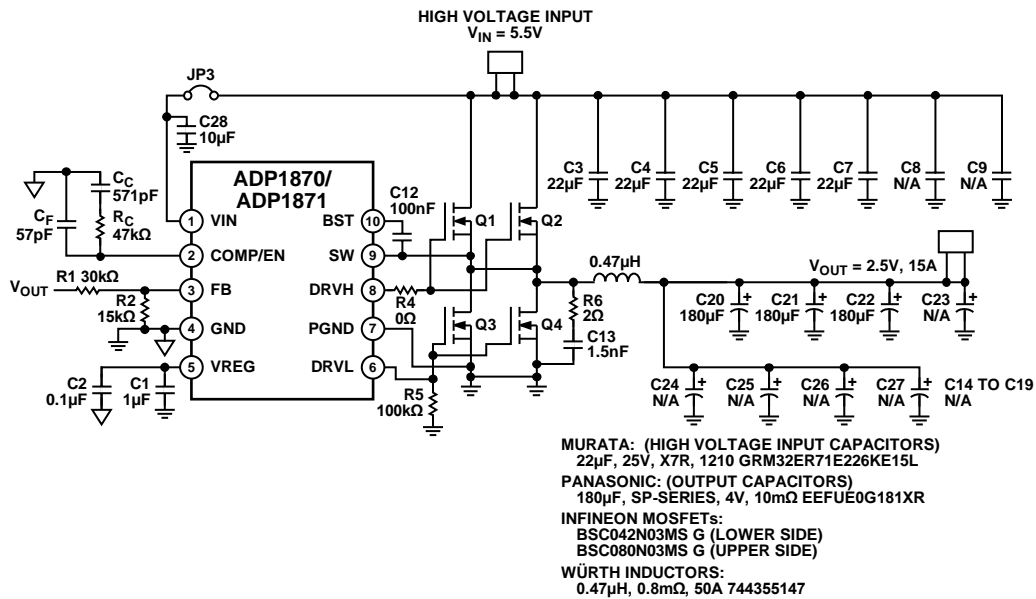 HIGH VOLTAGE INPUT
VIN = 5.5V
JP3
C28
10µF
C3
22µF
C4
22µF
C5
22µF
C6
22µF
C7
22µF
C8
N/A
C9
N/A
CC
571pF
CF
57pF
RC
47kΩ
ADP1870/
ADP1871
C12
100nF
1
VIN
BST
10
Q1
Q2
2
COMP/EN
SW
9
VOUT
R1 30kΩ
3
FB
DRVH
8
R4
0Ω
0.47µH
VOUT = 2.5V, 15A
R2
15kΩ
4
GND
PGND
7
Q3
Q4
R6
2Ω
C13
1.5nF
C20
180µF
+
C21
180µF
+
C22
180µF
+
C23
N/A
+
5
VREG
DRVL
6
C2
0.1µF
C1
1µF
R5
100kΩ
C24
N/A
+
C25
N/A
+
C26
N/A
+
C27
N/A
+
C14 TO C19
N/A
MURATA: (HIGH VOLTAGE INPUT CAPACITORS)
22µF, 25V, X7R, 1210 GRM32ER71E226KE15L
PANASONIC: (OUTPUT CAPACITORS)
180µF, SP-SERIES, 4V, 10mΩ EEFUE0G181XR
INFINEON MOSFETs:
BSC042N03MS G (LOWER SIDE)
BSC080N03MS G (UPPER SIDE)
WÜRTH INDUCTORS:
0.47µH, 0.8mΩ, 50A 744355147